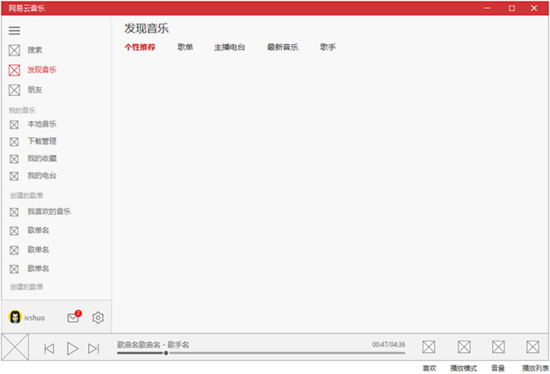 网易云音乐
搜索
发现音乐
朋友
我的音乐
本地音乐
下载管理
我的收藏
我的电台
创建的歌单
我喜欢的音乐
歌单名
歌单名
歌单名
创建的歌单
ivshuo
2
发现音乐
个性推荐 歌单 主播电台 最新音乐 歌手
歌曲名歌曲名 - 歌手名 00:47/04:36
喜欢 播放模式 音量 播放列表